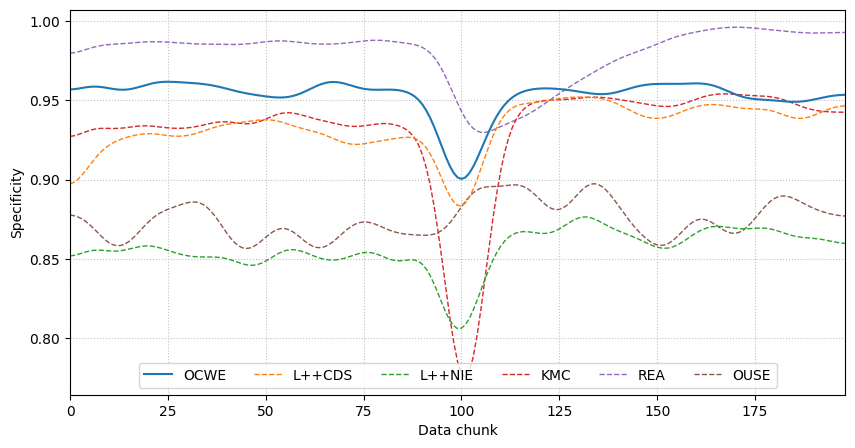 1.00
0.95
0.90
0.85
0.80
Specificity
OCWE L++CDS L++NIE KMC REA OUSE
0 25 50 75 100 125 150 175
Data chunk